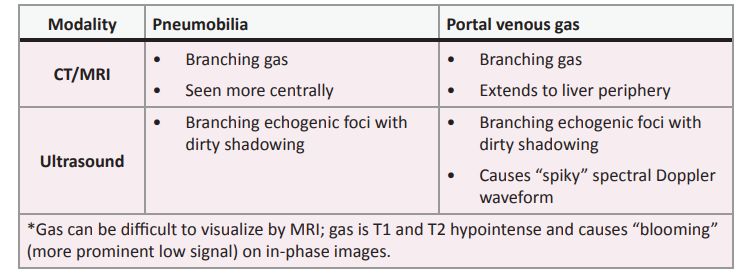 Modality Pneumobilia Portal venous gas
CT/MRI
• Branching gas
• Seen more centrally
• Branching gas
• Extends to liver periphery
Ultrasound
• Branching echogenic foci with
dirty shadowing
• Branching echogenic foci with
dirty shadowing
• Causes “spiky” spectral Doppler
waveform
*Gas can be difficult to visualize by MRI; gas is T1 and T2 hypointense and causes “blooming”
(more prominent low signal) on in-phase images.